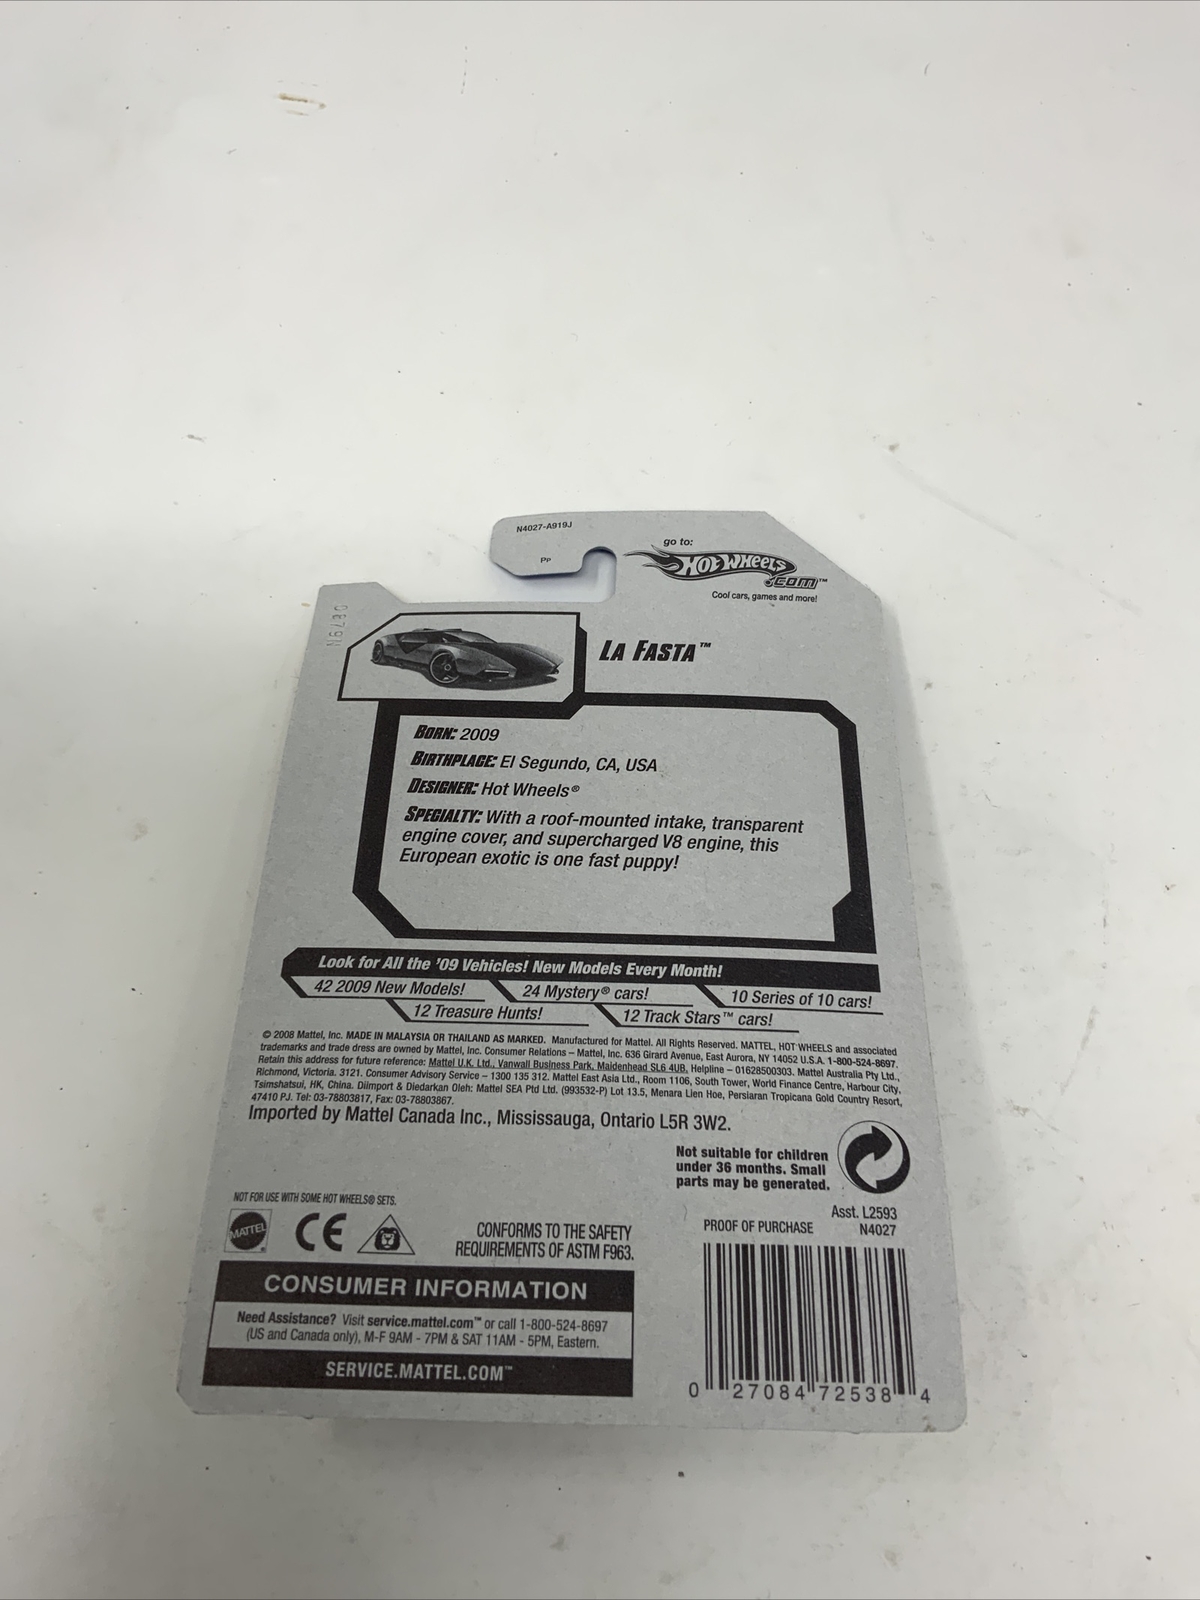 N4027-A919J
PP
go to:
Hot Wheels
.com™
Cool cars, games and more!
LA FASTA™
BORN: 2009
BIRTHPLACE: El Segundo, CA, USA
DESIGNER: Hot Wheels®
SPECIALTY: With a roof-mounted intake, transparent
engine cover, and supercharged V8 engine, this
European exotic is one fast puppy!
Look for All the '09 Vehicles! New Models Every Month!
42 2009 New Models!
24 Mystery® cars!
10 Series of 10 cars!
12 Treasure Hunts!
12 Track Stars™ cars!
© 2008 Mattel, Inc. MADE IN MALAYSIA OR THAILAND AS MARKED. Manufactured for Mattel. All Rights Reserved. MATTEL, HOT WHEELS and associated
trademarks and trade dress are owned by Mattel, Inc. Consumer Relations – Mattel, Inc. 636 Girard Avenue, East Aurora, NY 14052 U.S.A. 1-800-524-8697.
Retain this address for future reference: Mattel U.K. Ltd., Vanwall Business Park, Maidenhead SL6 4UB. Helpline – 01628500303. Mattel Australia Pty Ltd.,
Richmond, Victoria. 3121. Consumer Advisory Service – 1300 135 312. Mattel East Asia Ltd., Room 1106, South Tower, World Finance Centre, Harbour City,
Tsimshatsui, HK, China. Diimport & Diedarkan Oleh: Mattel SEA Ptd Ltd. (993532-P) Lot 13.5, Menara Lien Hoe, Persiaran Tropicana Gold Country Resort,
47410 PJ. Tel: 03-78803817, Fax: 03-78803867.
Imported by Mattel Canada Inc., Mississauga, Ontario L5R 3W2.
Not suitable for children
under 36 months. Small
parts may be generated.
NOT FOR USE WITH SOME HOT WHEELS® SETS.
MATTEL
CE
CONFORMS TO THE SAFETY
REQUIREMENTS OF ASTM F963.
Asst. L2593
PROOF OF PURCHASE
N4027
CONSUMER INFORMATION
Need Assistance? Visit service.mattel.com™ or call 1-800-524-8697
(US and Canada only), M-F 9AM - 7PM & SAT 11AM - 5PM, Eastern.
SERVICE.MATTEL.COM™
0 27084 72538 4